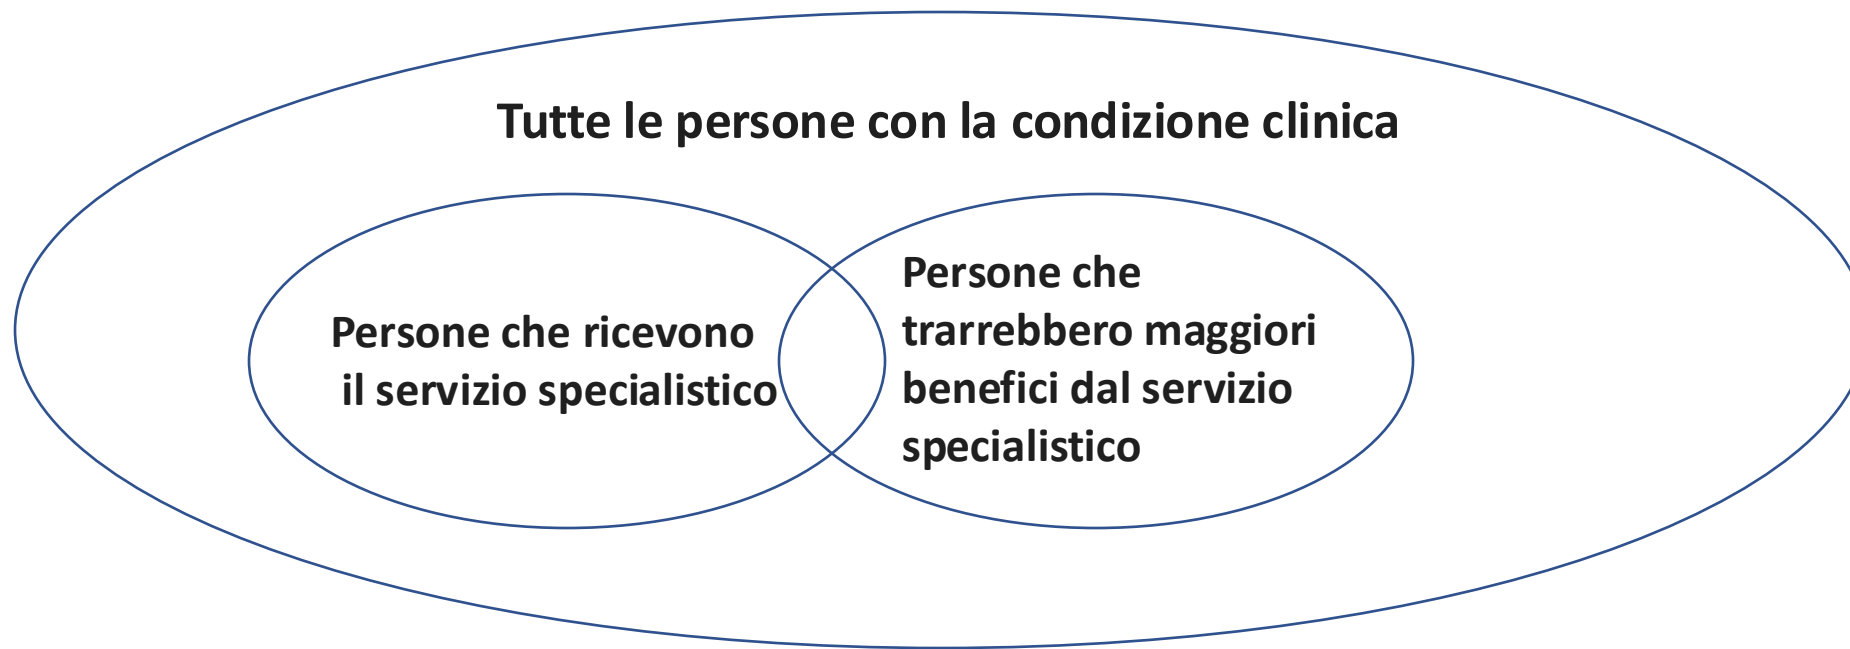 Tutte le persone con la condizione clinica
Persone che ricevono
il servizio specialistico
Persone che
trarrebbero maggiori
benefici dal servizio
specialistico